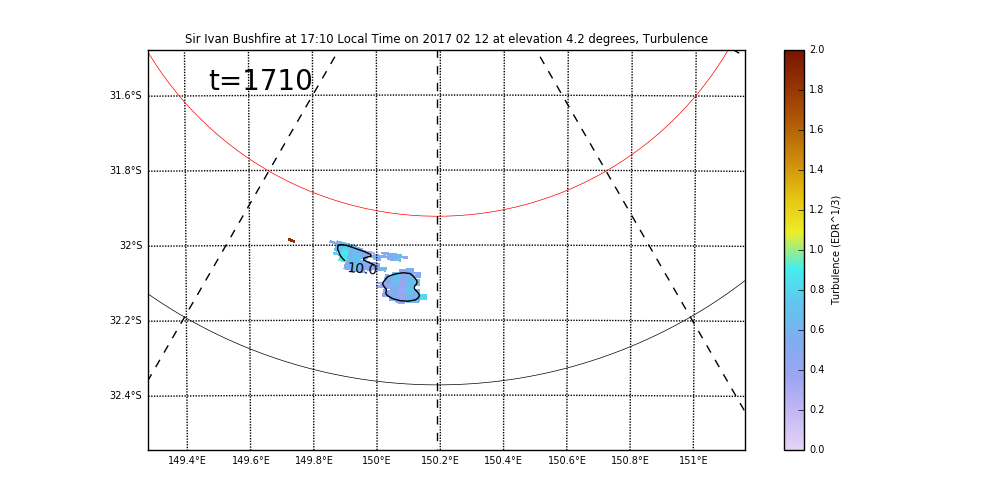 Sir Ivan Bushfire at 17:10 Local Time on 2017 02 12 at elevation 4.2 degrees, Turbulence
t=1710
31.6°S
31.8°S
32°S
32.2°S
32.4°S
10.0
149.4°E 149.6°E 149.8°E 150°E 150.2°E 150.4°E 150.6°E 150.8°E 151°E
2.0
1.8
1.6
1.4
1.2
1.0
0.8
0.6
0.4
0.2
0.0
Turbulence (EDR^1/3)